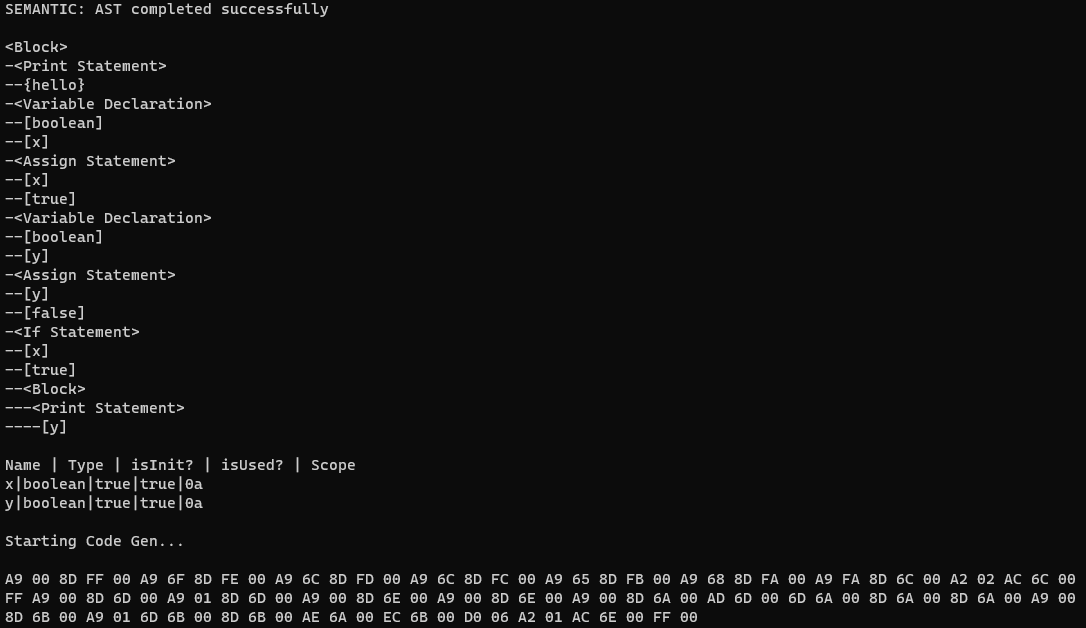 SEMANTIC: AST completed successfully
<Block>
-<Print Statement>
--{hello}
-<Variable Declaration>
--[boolean]
--[x]
-<Assign Statement>
--[x]
--[true]
-<Variable Declaration>
--[boolean]
--[y]
-<Assign Statement>
--[y]
--[false]
-<If Statement>
--[x]
--[true]
--<Block>
---<Print Statement>
----[y]
Name | Type | isInit? | isUsed? | Scope
x|boolean|true|true|0a
y|boolean|true|true|0a
Starting Code Gen...
A9 00 8D FF 00 A9 6F 8D FE 00 A9 6C 8D FD 00 A9 6C 8D FC 00 A9 65 8D FB 00 A9 68 8D FA 00 A9 FA 8D 6C 00 A2 02 AC 6C 00
FF A9 00 8D 6D 00 A9 01 8D 6D 00 A9 00 8D 6E 00 A9 00 8D 6E 00 A9 00 8D 6A 00 AD 6D 00 6D 6A 00 8D 6A 00 8D 6A 00 A9 00
8D 6B 00 A9 01 6D 6B 00 8D 6B 00 AE 6A 00 EC 6B 00 D0 06 A2 01 AC 6E 00 FF 00